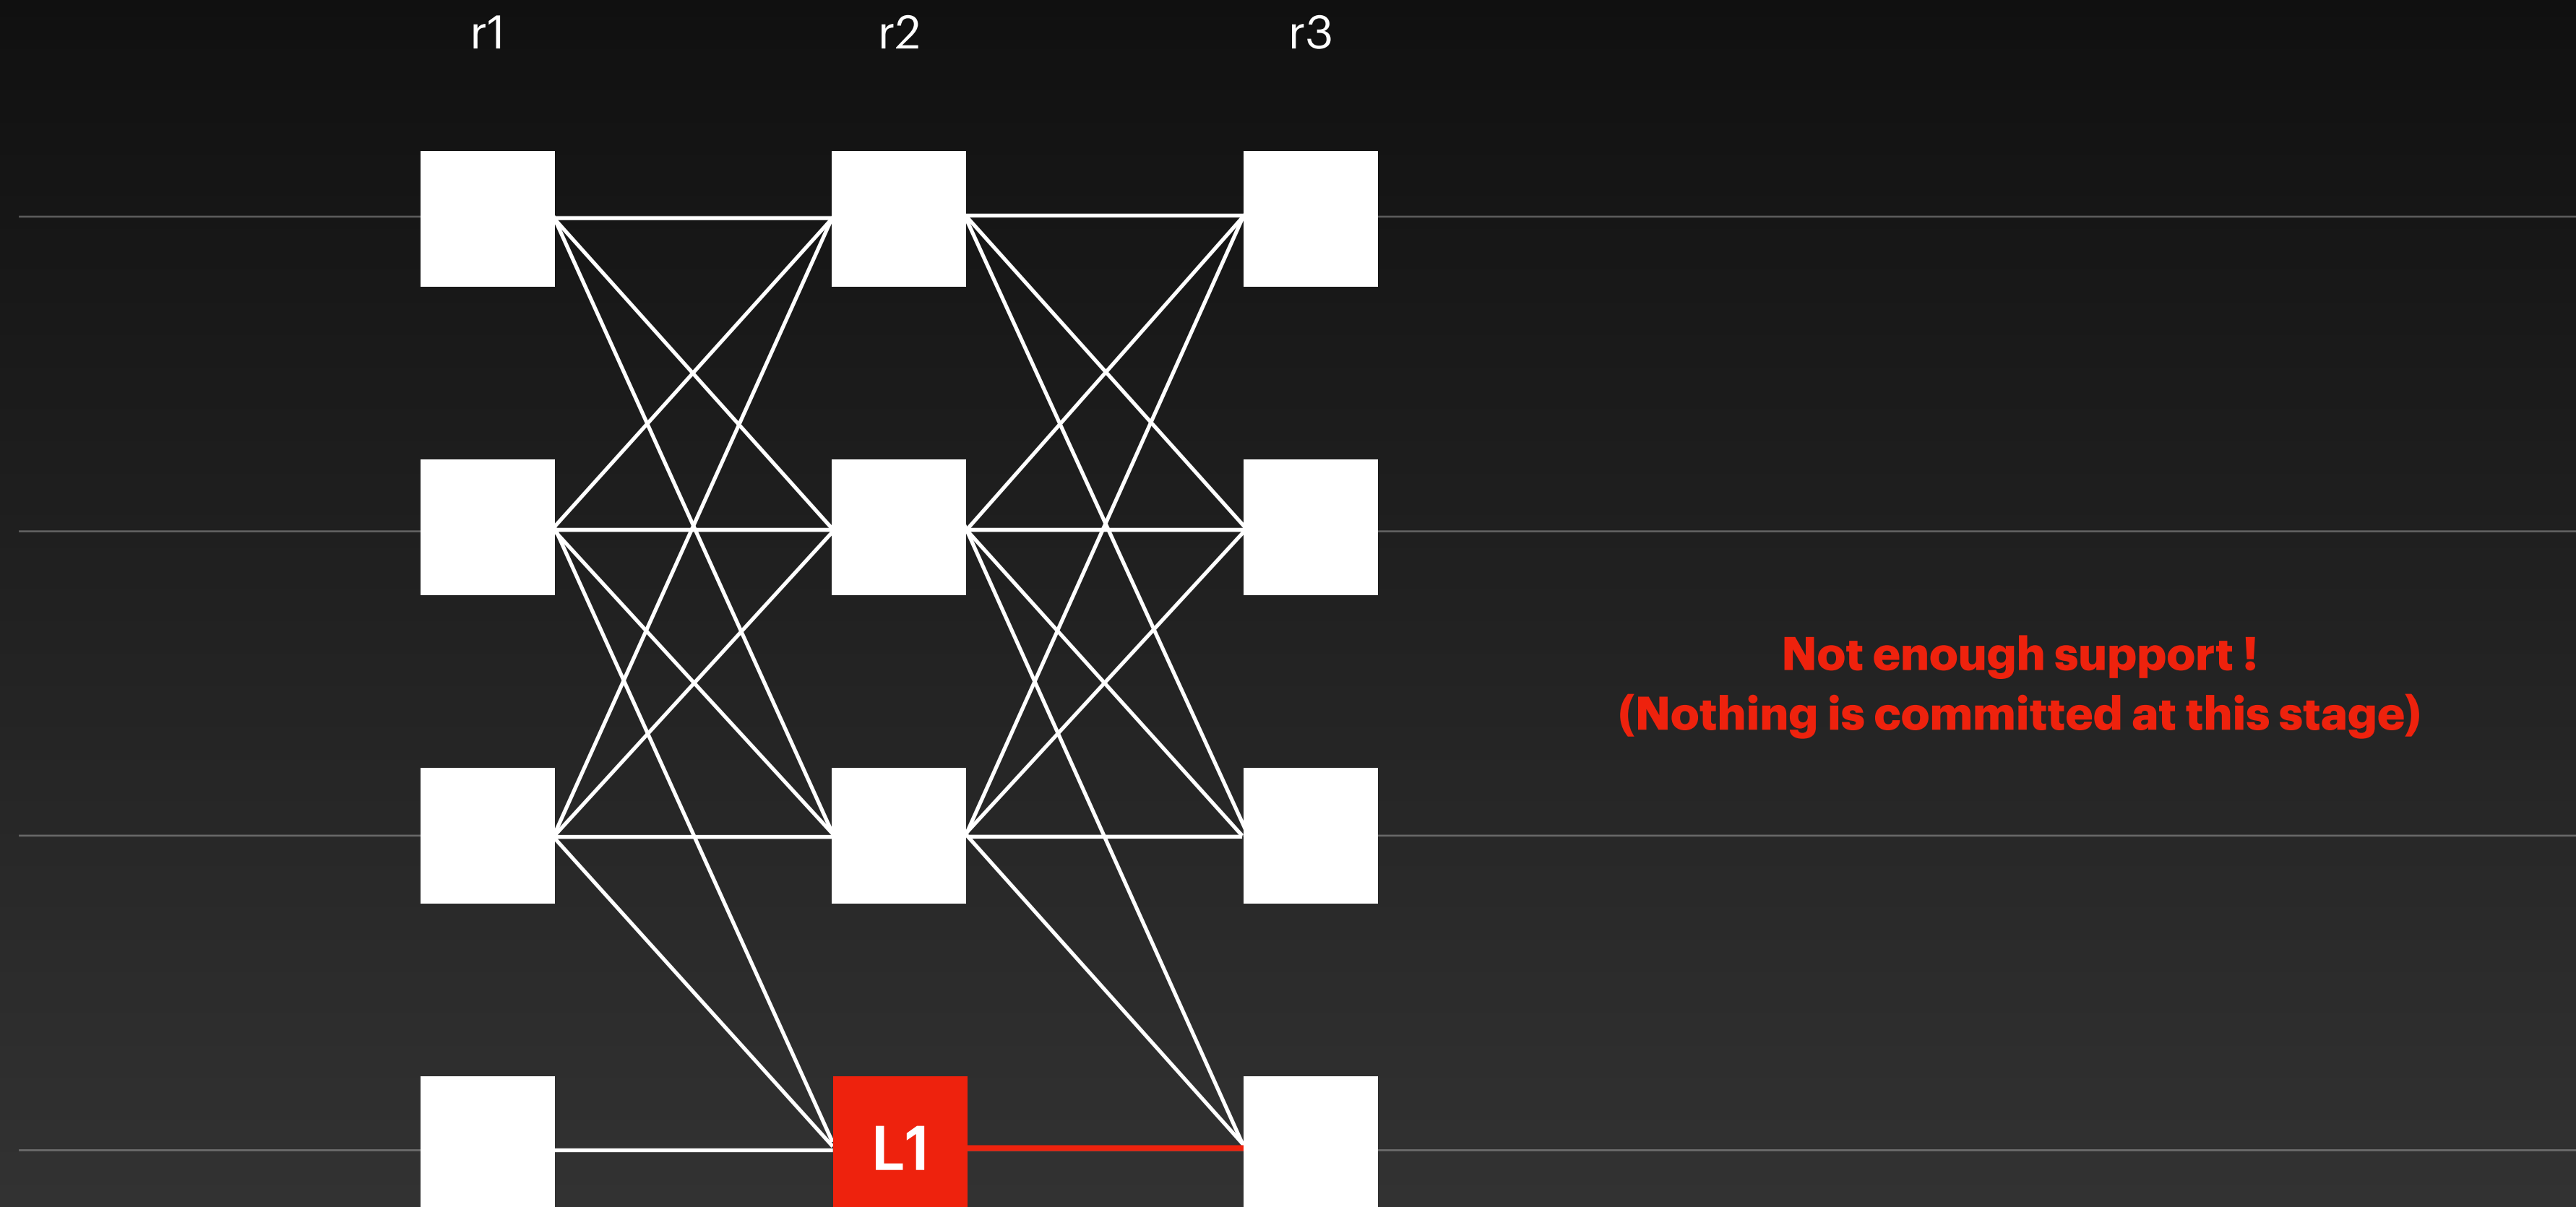 r1 r2 r3
Not enough support !
(Nothing is committed at this stage)
L1